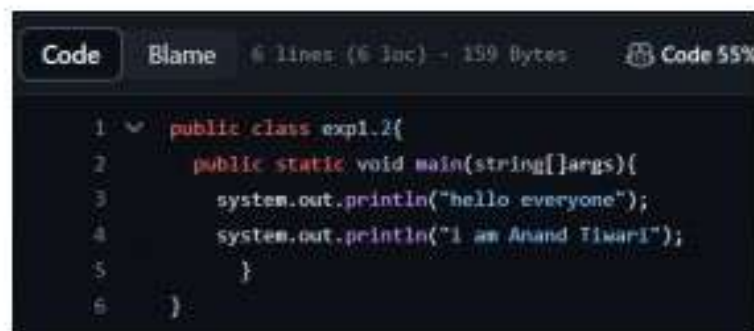 Code Blame 6 lines (6 loc) · 159 Bytes Code 55%
1 public class exp1.2{
2 public static void main(string[]args){
3 system.out.println("hello everyone");
4 system.out.println("i am Anand Tiwari");
5 }
6 }